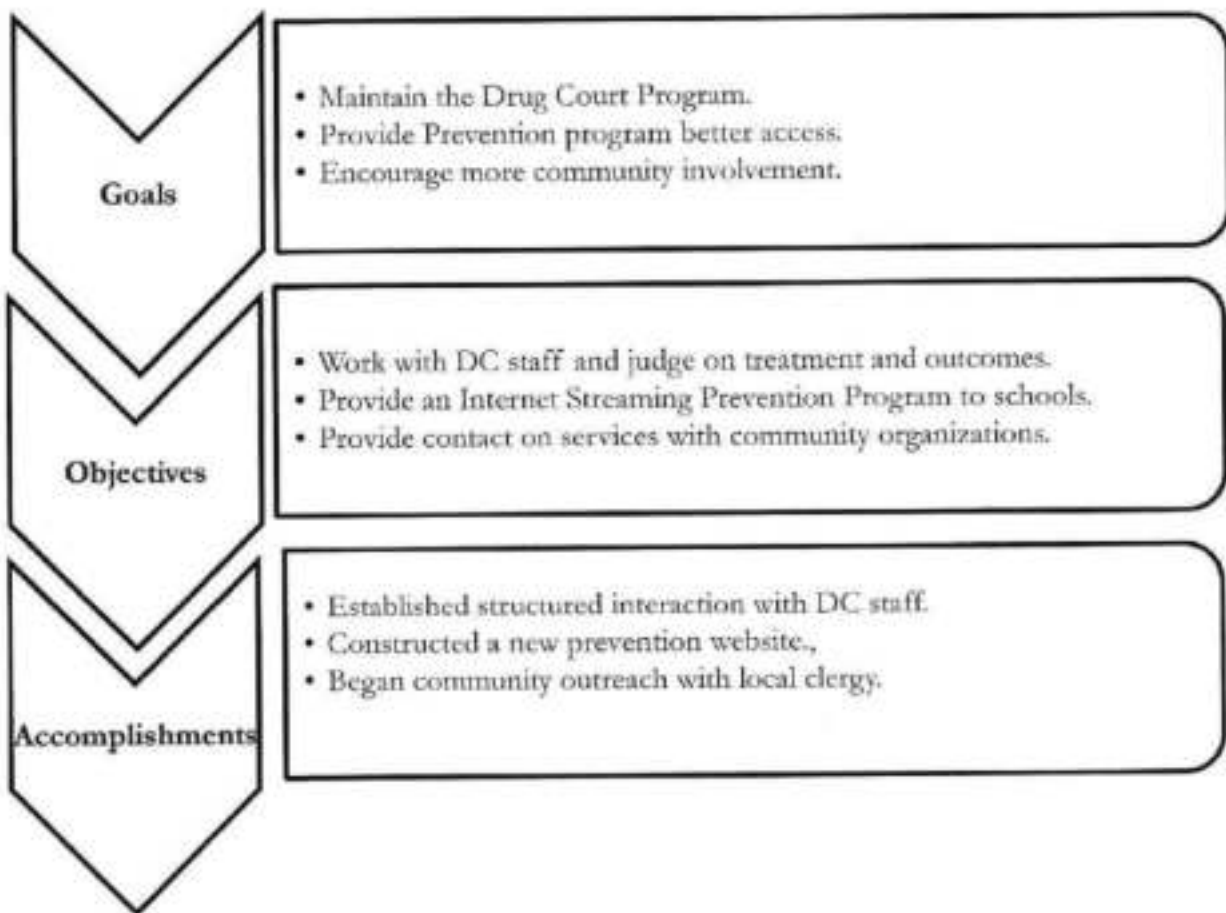 Goals
• Maintain the Drug Court Program.
• Provide Prevention program better access.
• Encourage more community involvement.
Objectives
• Work with DC staff and judge on treatment and outcomes.
• Provide an Internet Streaming Prevention Program to schools.
• Provide contact on services with community organizations.
Accomplishments
• Established structured interaction with DC staff.
• Constructed a new prevention website.,
• Began community outreach with local clergy.